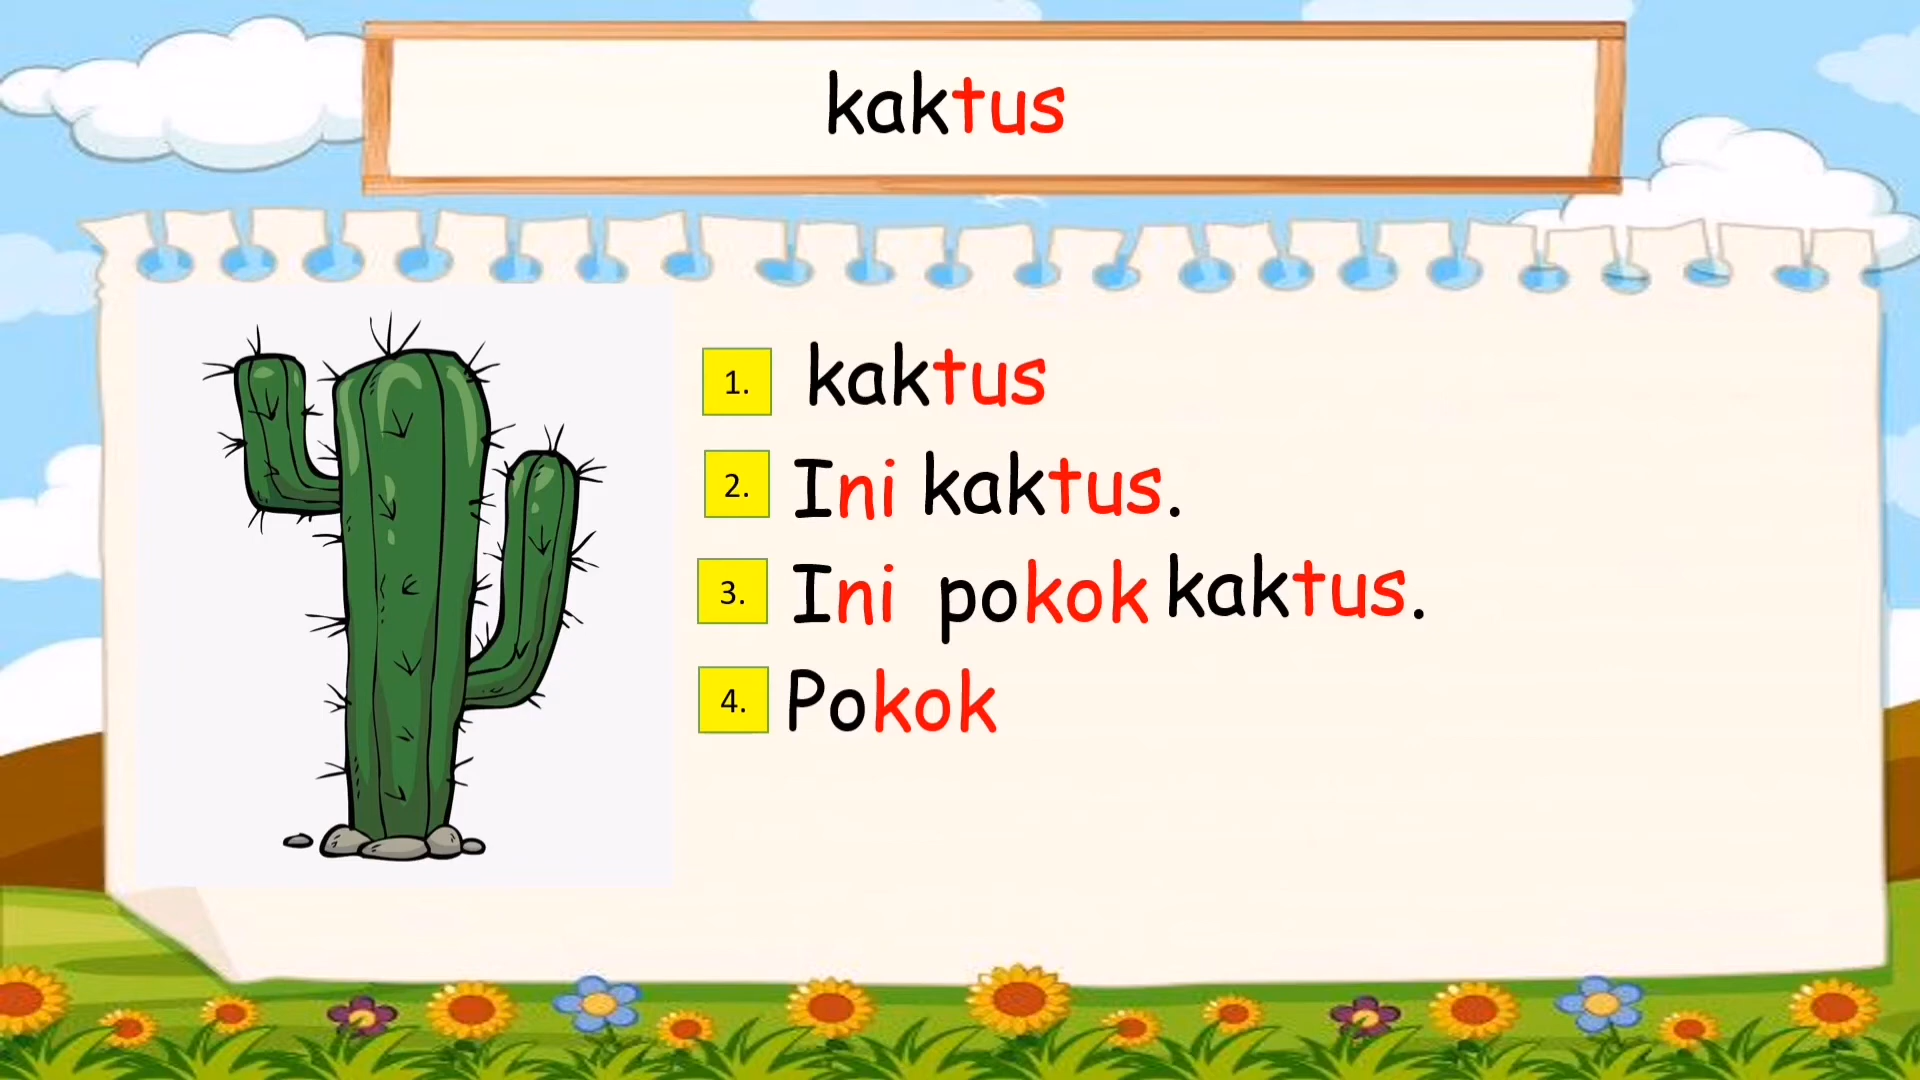 kaktus
1. kaktus
2. Ini kaktus.
3. Ini pokok kaktus.
4. Pokok